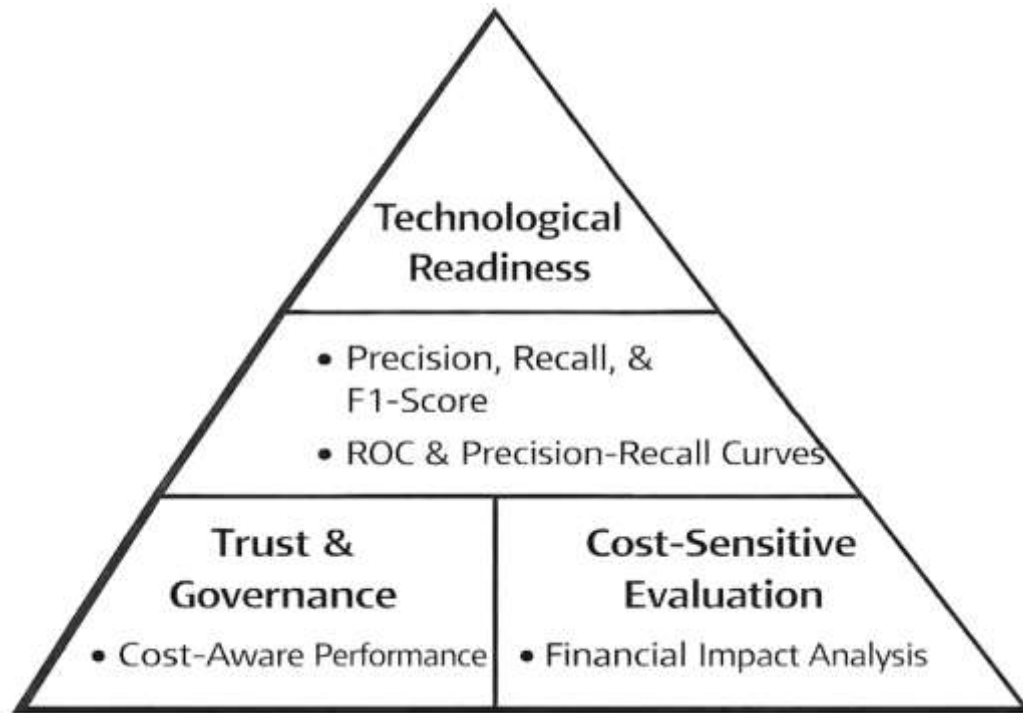 Technological
Readiness
• Precision, Recall, &
F1-Score
• ROC & Precision-Recall Curves
Trust &
Governance
• Cost-Aware Performance
Cost-Sensitive
Evaluation
• Financial Impact Analysis